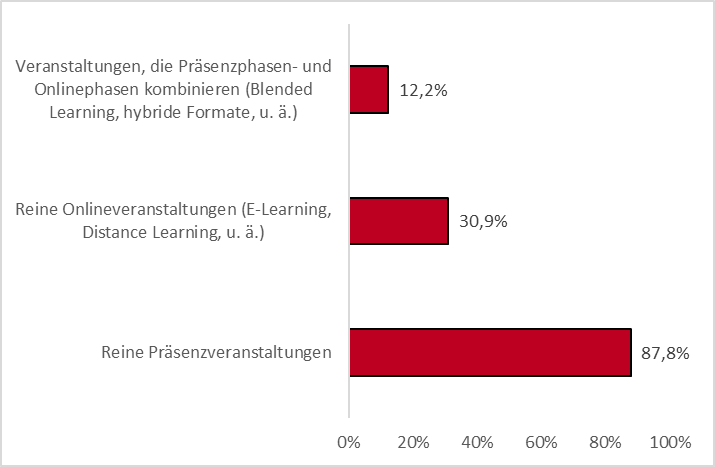 Veranstaltungen, die Präsenzphasen- und
Onlinephasen kombinieren (Blended
Learning, hybride Formate, u. ä.)
12,2%
Reine Onlineveranstaltungen (E-Learning,
Distance Learning, u. ä.)
30,9%
Reine Präsenzveranstaltungen
87,8%
0% 20% 40% 60% 80% 100%